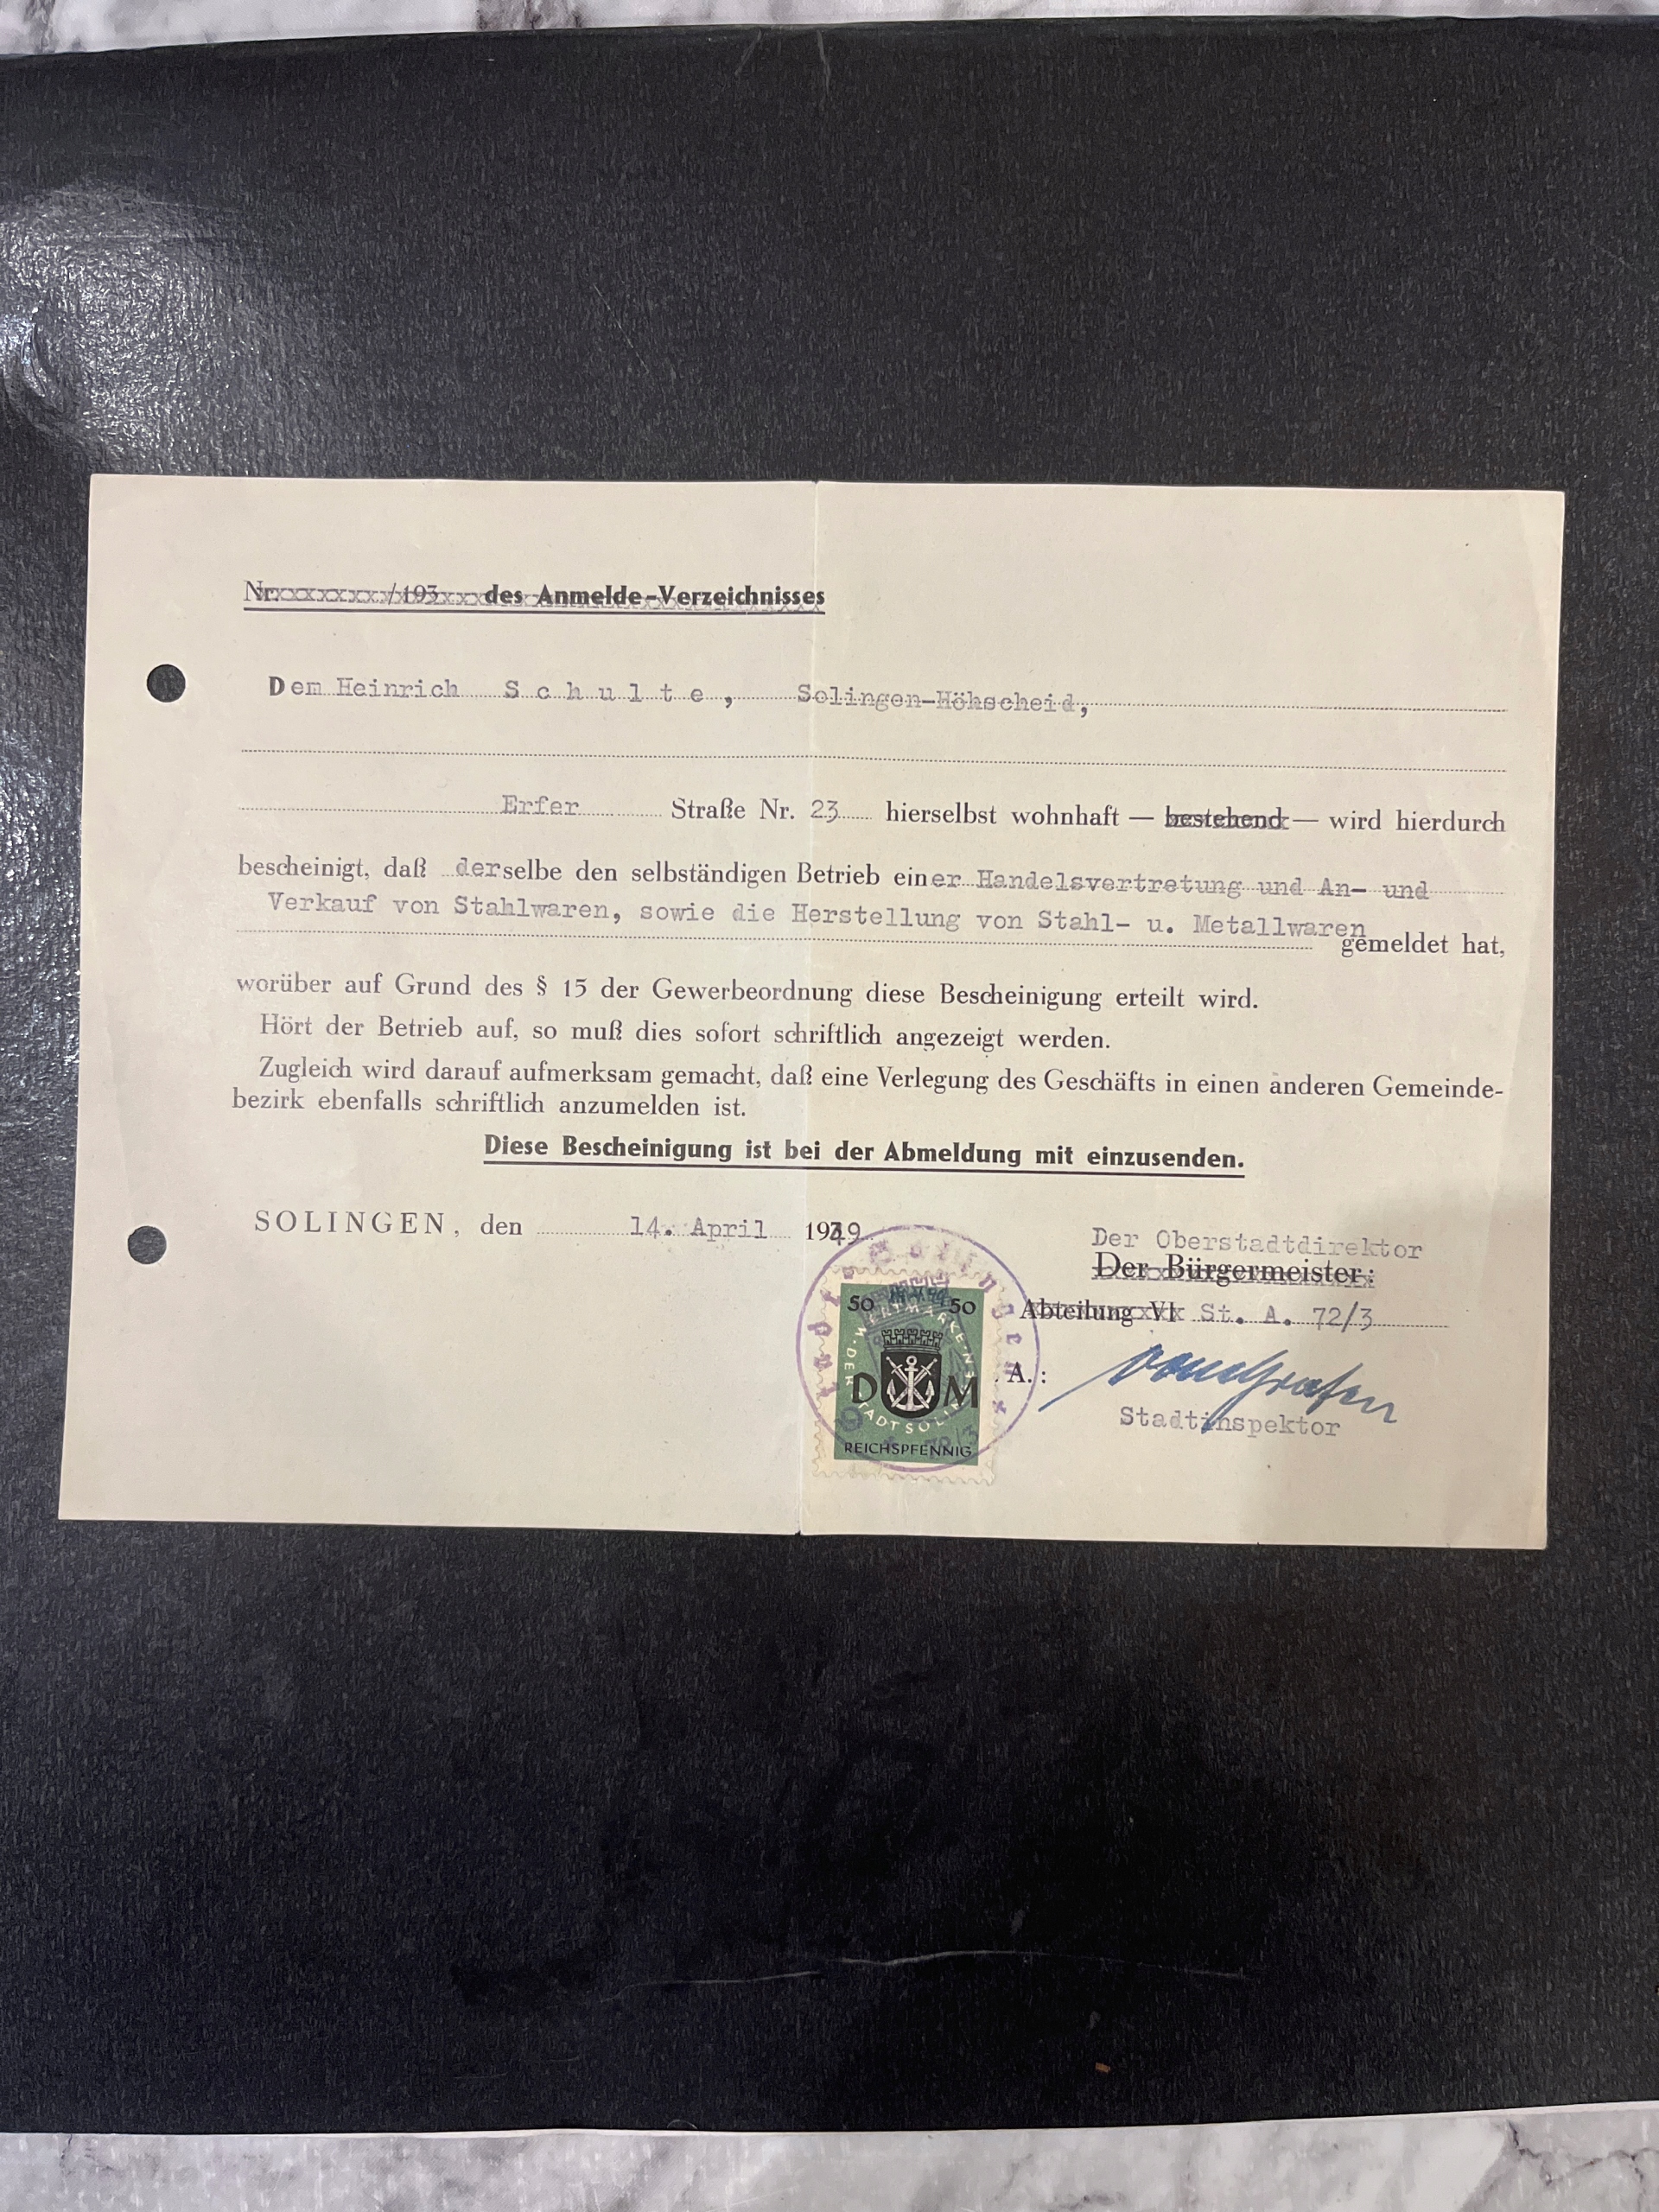 Nr. /193 des Anmelde-Verzeichnisses
Dem Heinrich S c h u l t e , Solingen-Höhscheid,
Erfer Straße Nr. 23 hierselbst wohnhaft — bestehend — wird hierdurch
bescheinigt, daß derselbe den selbständigen Betrieb einer Handelsvertretung und An- und
Verkauf von Stahlwaren, sowie die Herstellung von Stahl- u. Metallwaren
gemeldet hat,
worüber auf Grund des § 15 der Gewerbeordnung diese Bescheinigung erteilt wird.
Hört der Betrieb auf, so muß dies sofort schriftlich angezeigt werden.
Zugleich wird darauf aufmerksam gemacht, daß eine Verlegung des Geschäfts in einen anderen Gemeinde-
bezirk ebenfalls schriftlich anzumelden ist.
Diese Bescheinigung ist bei der Abmeldung mit einzusenden.
SOLINGEN, den 14. April 1949
Der Oberstadtdirektor
Der Bürgermeister:
Abteilung VI St. A. 72/3
A.:
Stadtinspektor
50 50
DER STADT SOLINGEN
D M
REICHSPFENNIG